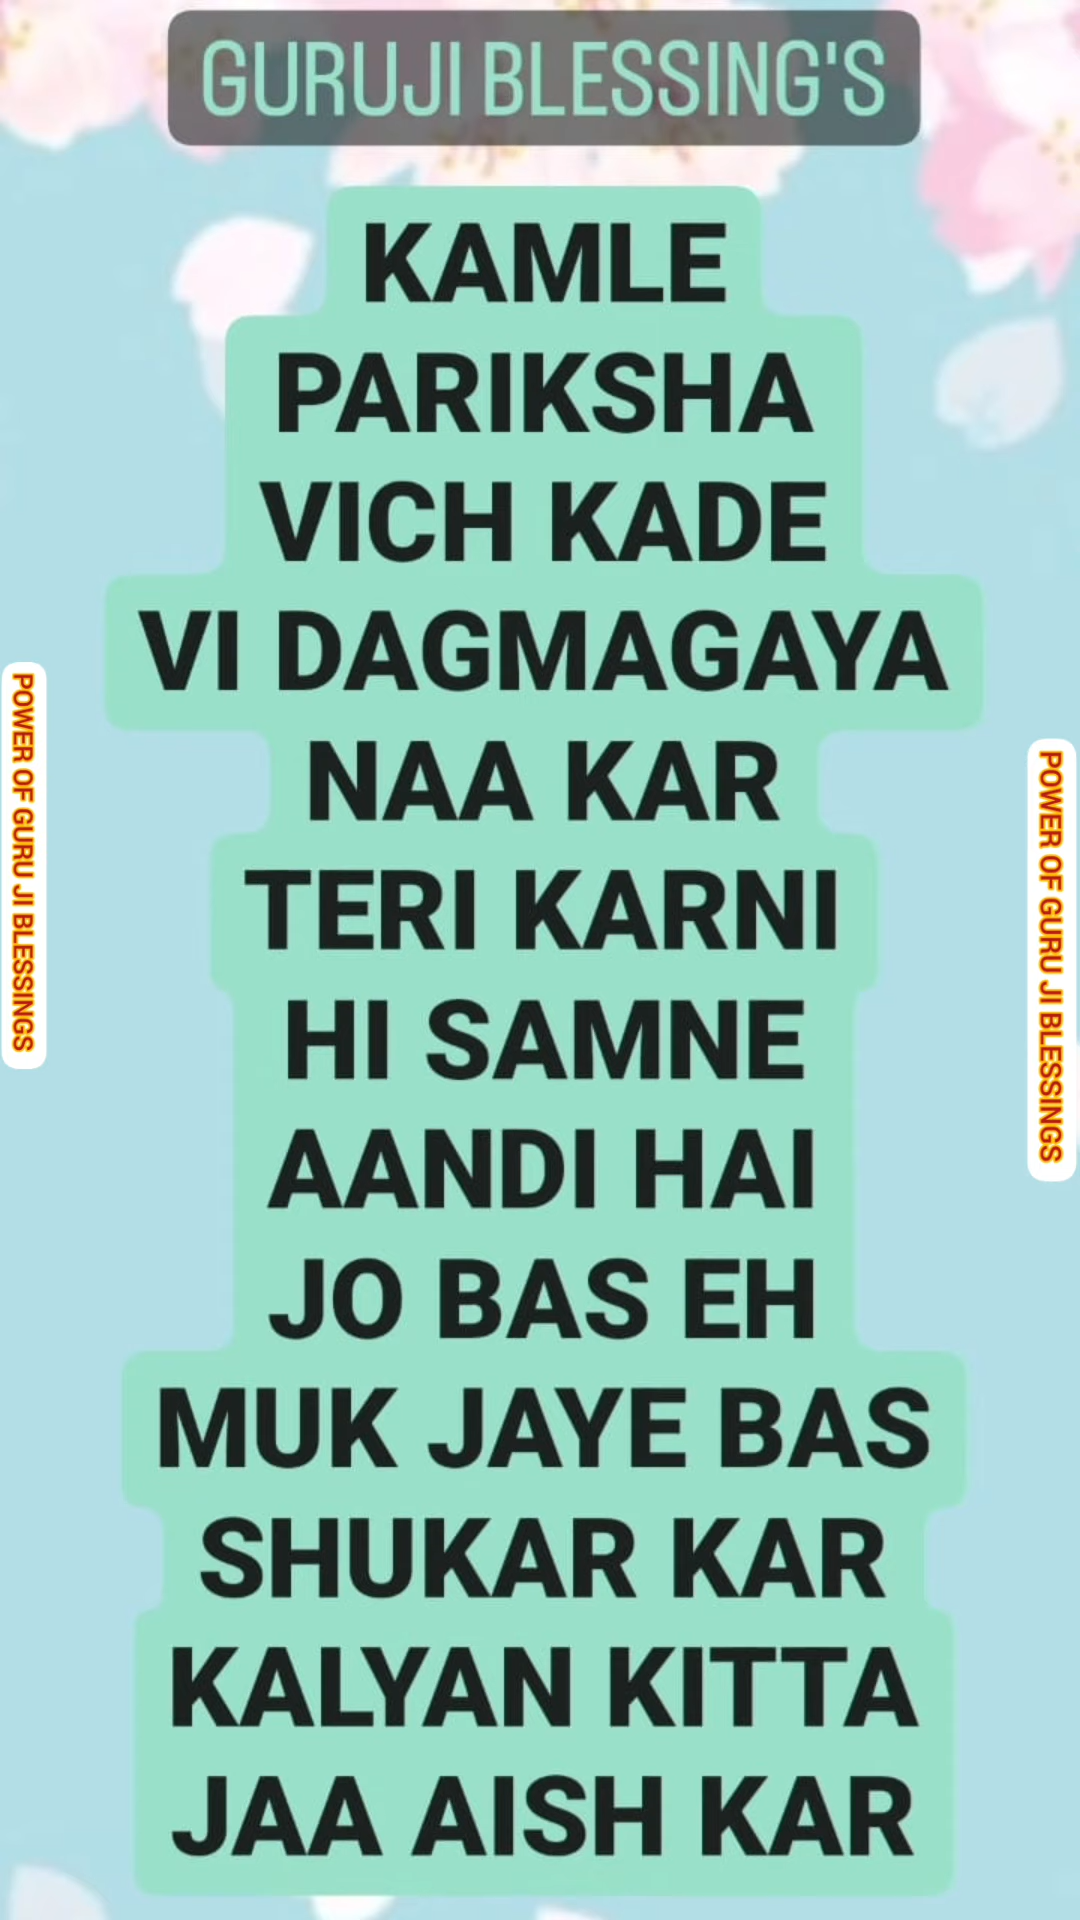 GURUJI BLESSING'S
KAMLE
PARIKSHA
VICH KADE
VI DAGMAGAYA
NAA KAR
TERI KARNI
HI SAMNE
AANDI HAI
JO BAS EH
MUK JAYE BAS
SHUKAR KAR
KALYAN KITTA
JAA AISH KAR
POWER OF GURU JI BLESSINGS
POWER OF GURU JI BLESSINGS